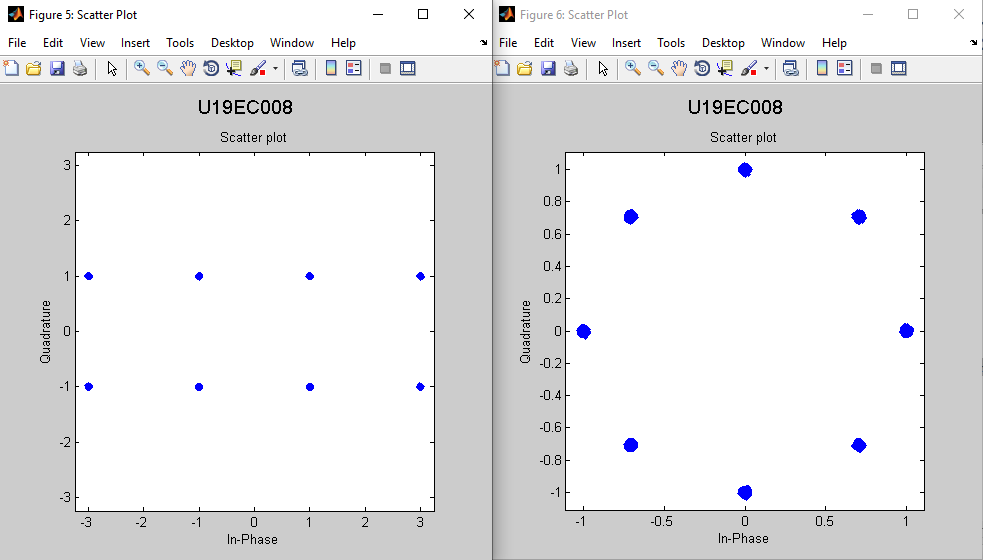 Figure 5: Scatter Plot
File Edit View Insert Tools Desktop Window Help
U19EC008
Scatter plot
3
2
1
0
-1
-2
-3
Quadrature
-3 -2 -1 0 1 2 3
In-Phase
Figure 6: Scatter Plot
File Edit View Insert Tools Desktop Window Help
U19EC008
Scatter plot
1
0.8
0.6
0.4
0.2
0
-0.2
-0.4
-0.6
-0.8
-1
Quadrature
-1 -0.5 0 0.5 1
In-Phase